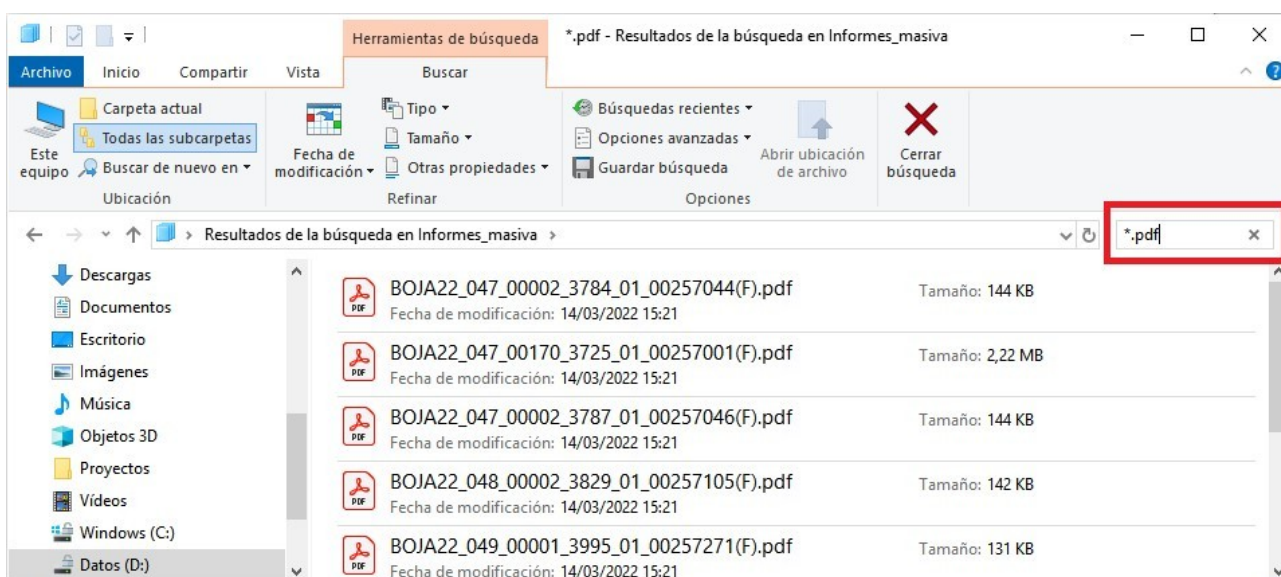 Herramientas de búsqueda
*.pdf - Resultados de la búsqueda en Informes_masiva
Archivo Inicio Compartir Vista Buscar
Este equipo
Carpeta actual
Todas las subcarpetas
Buscar de nuevo en
Ubicación
Fecha de modificación
Tipo
Tamaño
Otras propiedades
Refinar
Búsquedas recientes
Opciones avanzadas
Guardar búsqueda
Abrir ubicación de archivo
Opciones
Cerrar búsqueda
Resultados de la búsqueda en Informes_masiva
*.pdf
Descargas
Documentos
Escritorio
Imágenes
Música
Objetos 3D
Proyectos
Vídeos
Windows (C:)
Datos (D:)
PDF BOJA22_047_00002_3784_01_00257044(F).pdf Tamaño: 144 KB
Fecha de modificación: 14/03/2022 15:21
PDF BOJA22_047_00170_3725_01_00257001(F).pdf Tamaño: 2,22 MB
Fecha de modificación: 14/03/2022 15:21
PDF BOJA22_047_00002_3787_01_00257046(F).pdf Tamaño: 144 KB
Fecha de modificación: 14/03/2022 15:21
PDF BOJA22_048_00002_3829_01_00257105(F).pdf Tamaño: 142 KB
Fecha de modificación: 14/03/2022 15:21
PDF BOJA22_049_00001_3995_01_00257271(F).pdf Tamaño: 131 KB
Fecha de modificación: 14/03/2022 15:21